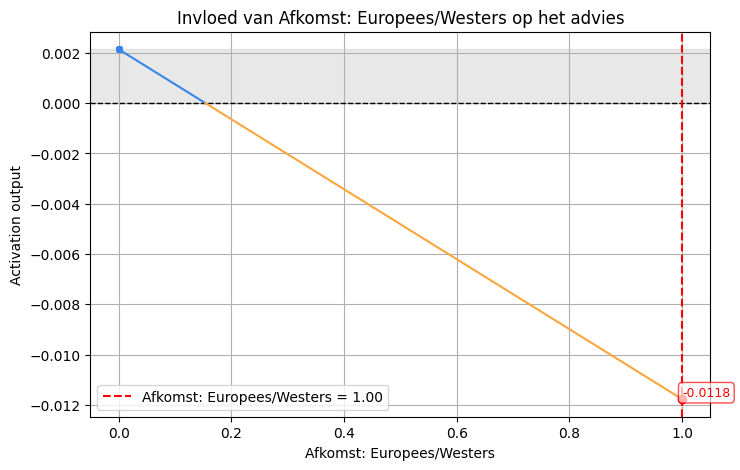 Invloed van Afkomst: Europees/Westers op het advies
Activation output
0.002
0.000
−0.002
−0.004
−0.006
−0.008
−0.010
−0.012
-0.0118
Afkomst: Europees/Westers = 1.00
0.0 0.2 0.4 0.6 0.8 1.0
Afkomst: Europees/Westers